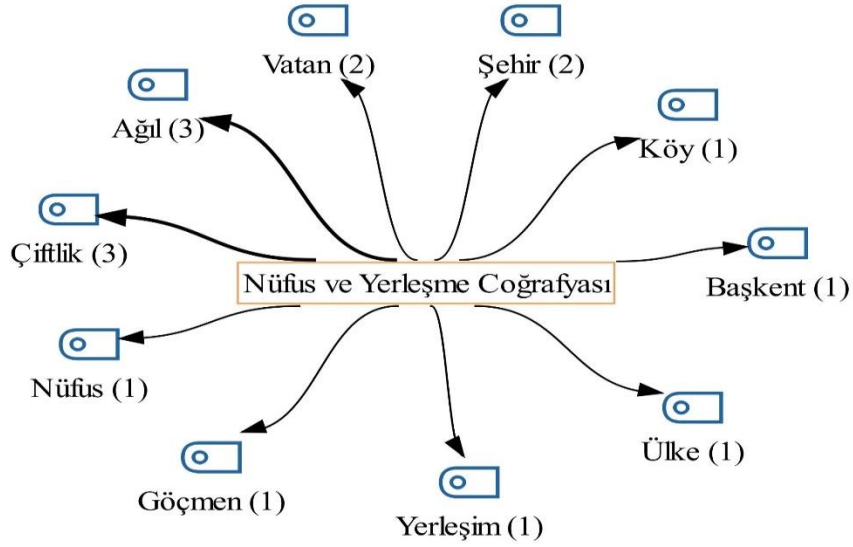 Vatan (2)
Şehir (2)
Ağıl (3)
Köy (1)
Çiftlik (3)
Nüfus ve Yerleşme Coğrafyası
Başkent (1)
Nüfus (1)
Ülke (1)
Göçmen (1)
Yerleşim (1)